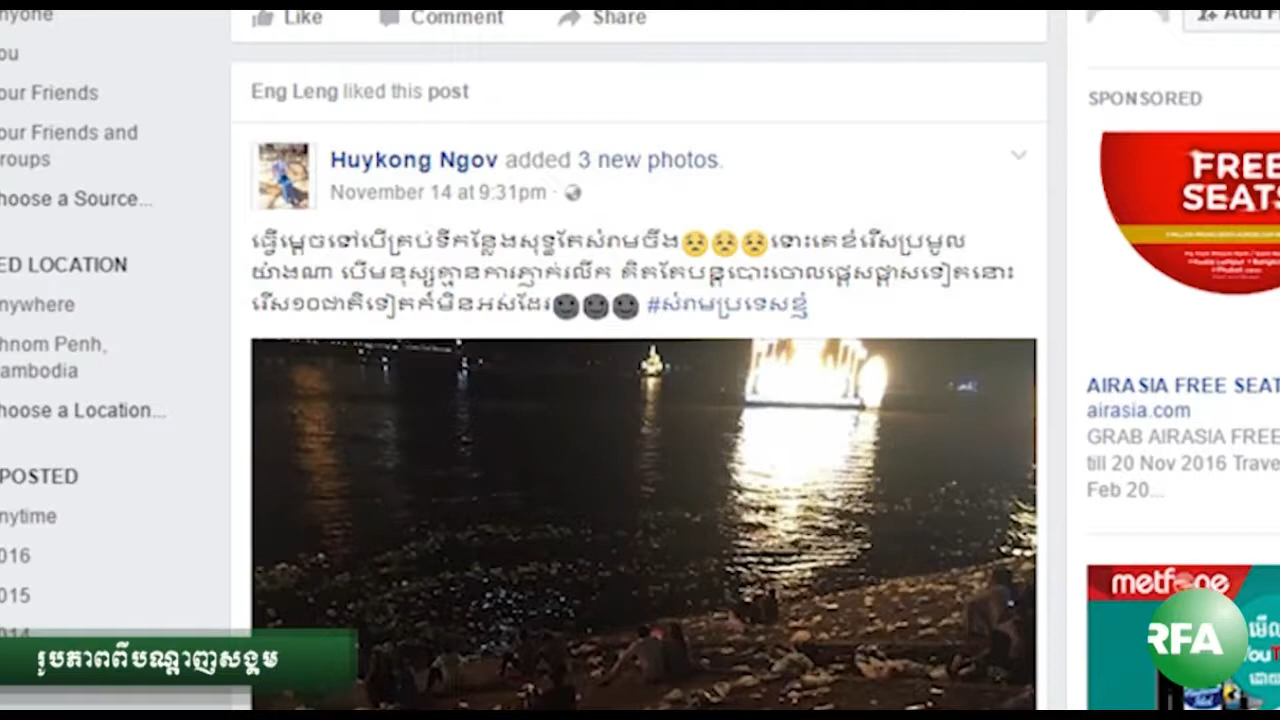 Like Comment Share
nyone
ou
our Friends
our Friends and
roups
hoose a Source...
ED LOCATION
nywhere
hnom Penh,
ambodia
hoose a Location...
POSTED
nytime
016
015
014
Eng Leng liked this post
Huykong Ngov added 3 new photos.
November 14 at 9:31pm ·
ធ្វើម្ដេចទៅបើគ្រប់ទីកន្លែងសុទ្ធតែសំរាមចឹង😥😥😥ទោះគេខំរើសប្រមូល
យ៉ាងណា បើមនុស្សគ្មានការភ្ញាក់រលឹក គិតតែបន្តបោះចោលផ្ដេសផ្ដាសទៀតនោះ
រើស១០ជាតិទៀតក៏មិនអស់ដែរ🌚🌚🌚 #សំរាមប្រទេសខ្ញុំ
Add F
SPONSORED
FREE
SEATS
AIRASIA FREE SEAT
airasia.com
GRAB AIRASIA FREE
till 20 Nov 2016 Trave
Feb 20...
metfone
RFA
រូបភាពពីបណ្ដាញសង្គម